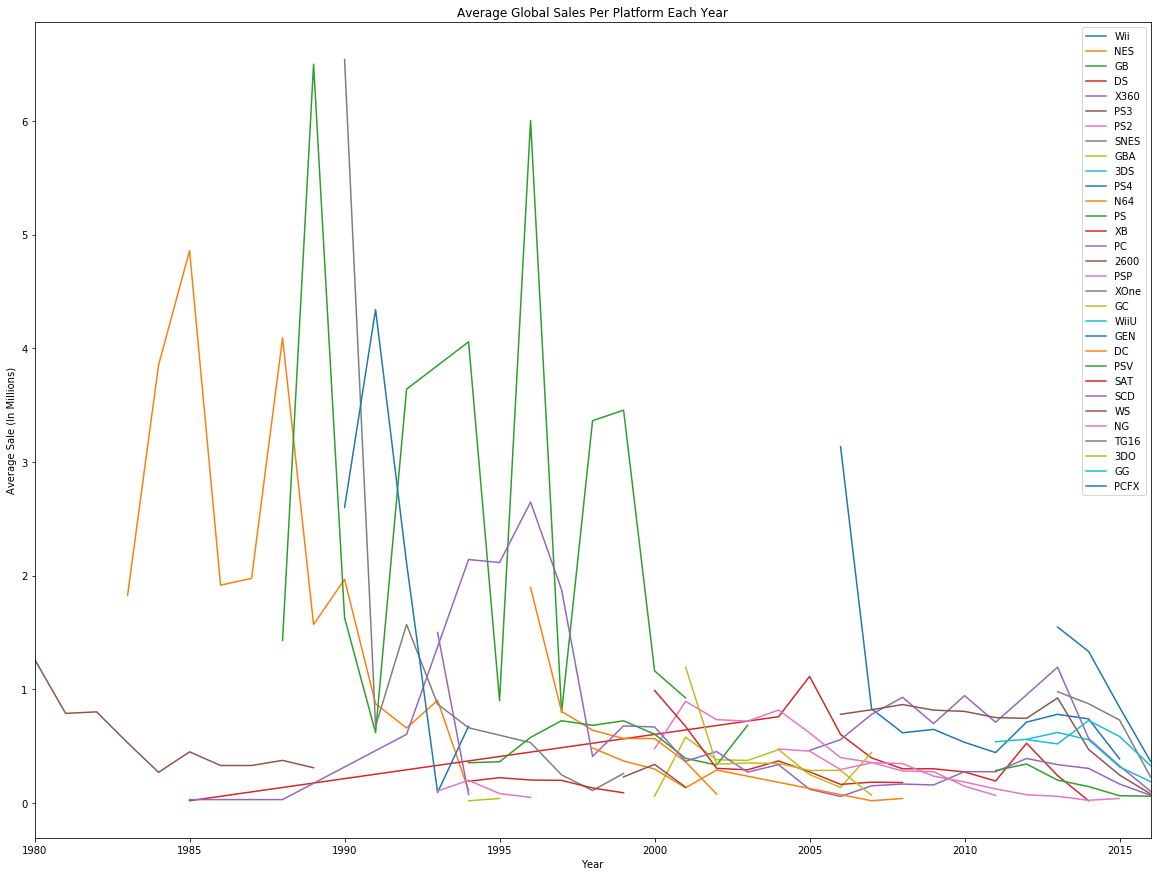 Average Global Sales Per Platform Each Year
Wii
NES
GB
DS
X360
PS3
PS2
SNES
GBA
3DS
PS4
N64
PS
XB
PC
2600
PSP
XOne
GC
WiiU
GEN
DC
PSV
SAT
SCD
WS
NG
TG16
3DO
GG
PCFX
6
5
4
3
2
1
0
Average Sale (In Millions)
1980 1985 1990 1995 2000 2005 2010 2015
Year